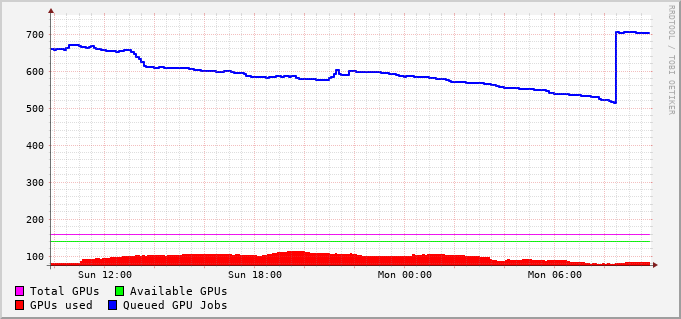 700
600
500
400
300
200
100
Sun 12:00 Sun 18:00 Mon 00:00 Mon 06:00
Total GPUs Available GPUs
GPUs used Queued GPU Jobs
RRDTOOL / TOBI OETIKER